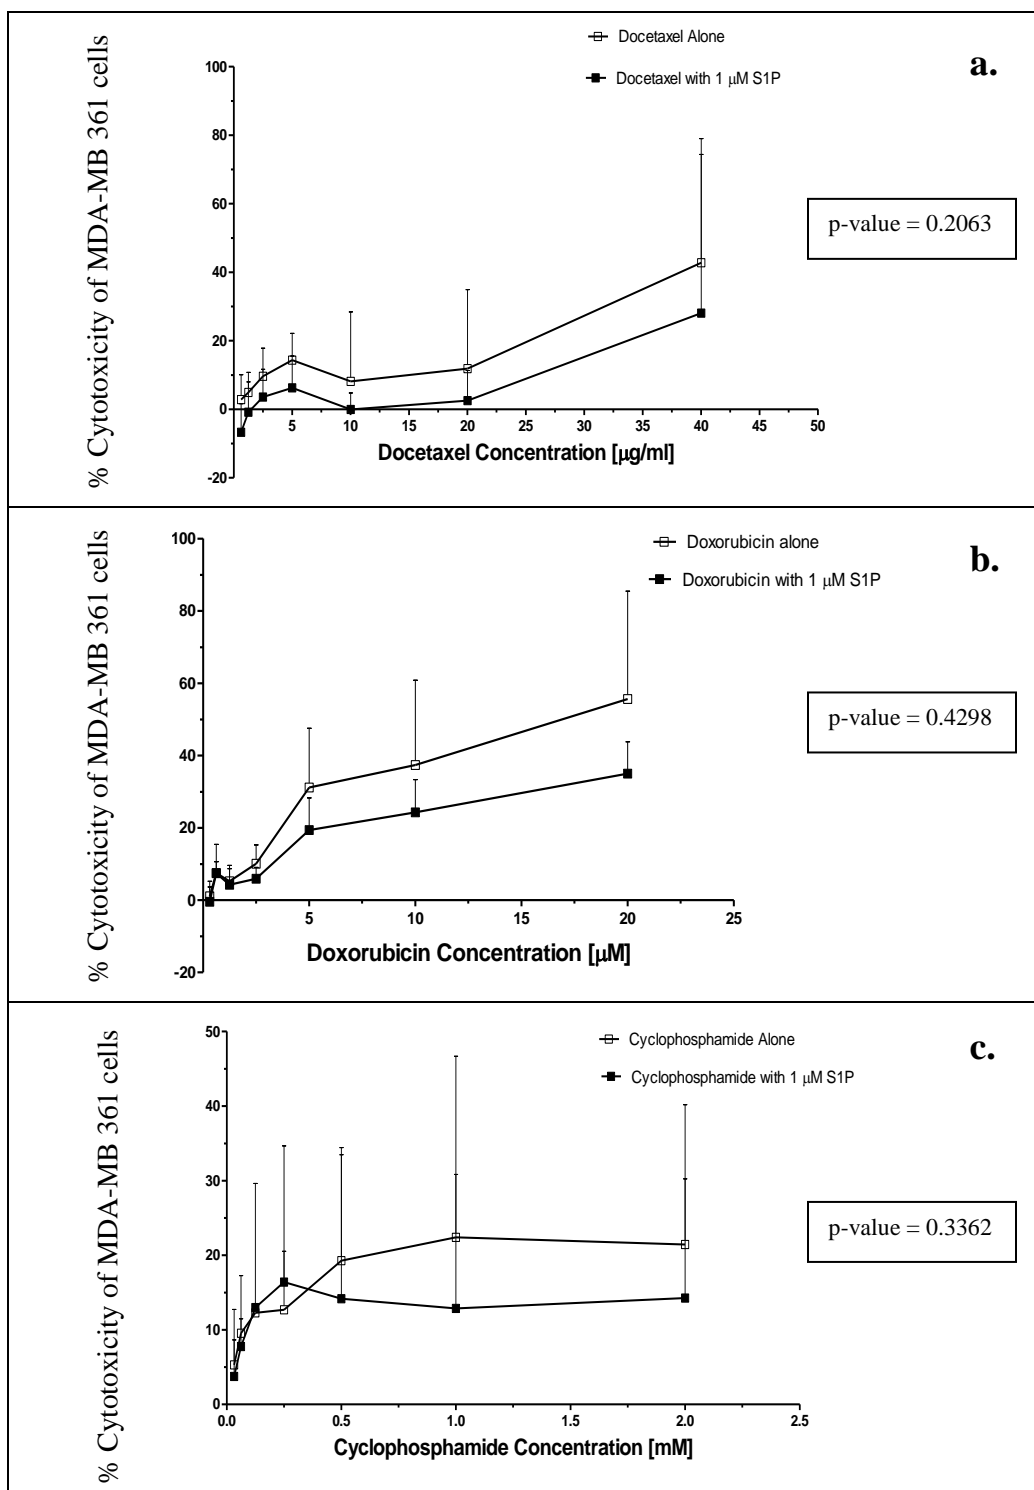 Docetaxel Alone
Docetaxel with 1 μM S1P
a.
% Cytotoxicity of MDA-MB 361 cells
100
80
60
40
20
0
-20
5 10 15 20 25 30 35 40 45 50
Docetaxel Concentration [μg/ml]
p-value = 0.2063
Doxorubicin alone
Doxorubicin with 1 μM S1P
b.
% Cytotoxicity of MDA-MB 361 cells
100
80
60
40
20
0
-20
5 10 15 20 25
Doxorubicin Concentration [μM]
p-value = 0.4298
Cyclophosphamide Alone
Cyclophosphamide with 1 μM S1P
c.
% Cytotoxicity of MDA-MB 361 cells
50
40
30
20
10
0
0.0 0.5 1.0 1.5 2.0 2.5
Cyclophosphamide Concentration [mM]
p-value = 0.3362